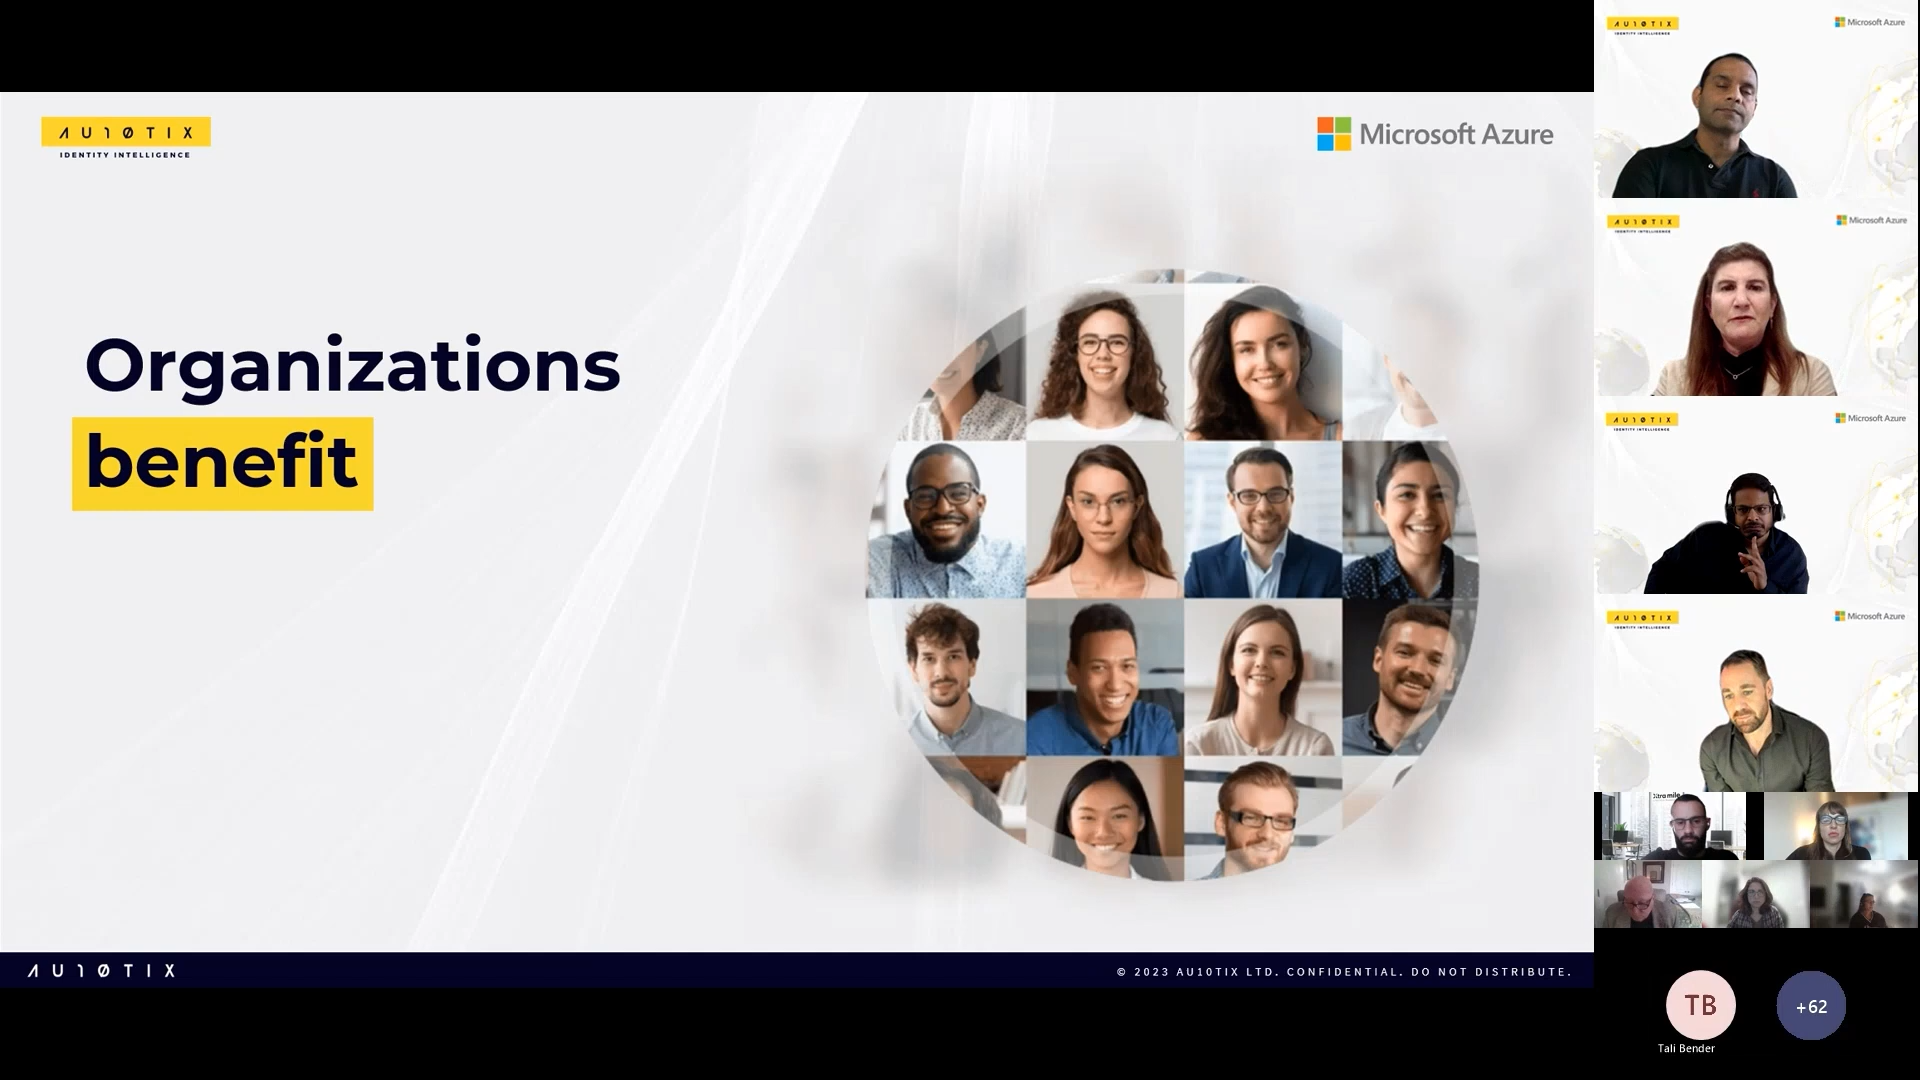 AU10TIX
IDENTITY INTELLIGENCE
Microsoft Azure
Organizations
benefit
AU10TIX
© 2023 AU10TIX LTD. CONFIDENTIAL. DO NOT DISTRIBUTE.
AU10TIX
IDENTITY INTELLIGENCE
Microsoft Azure
AU10TIX
IDENTITY INTELLIGENCE
Microsoft Azure
AU10TIX
IDENTITY INTELLIGENCE
Microsoft Azure
AU10TIX
IDENTITY INTELLIGENCE
Microsoft Azure
TB
+62
Tali Bender